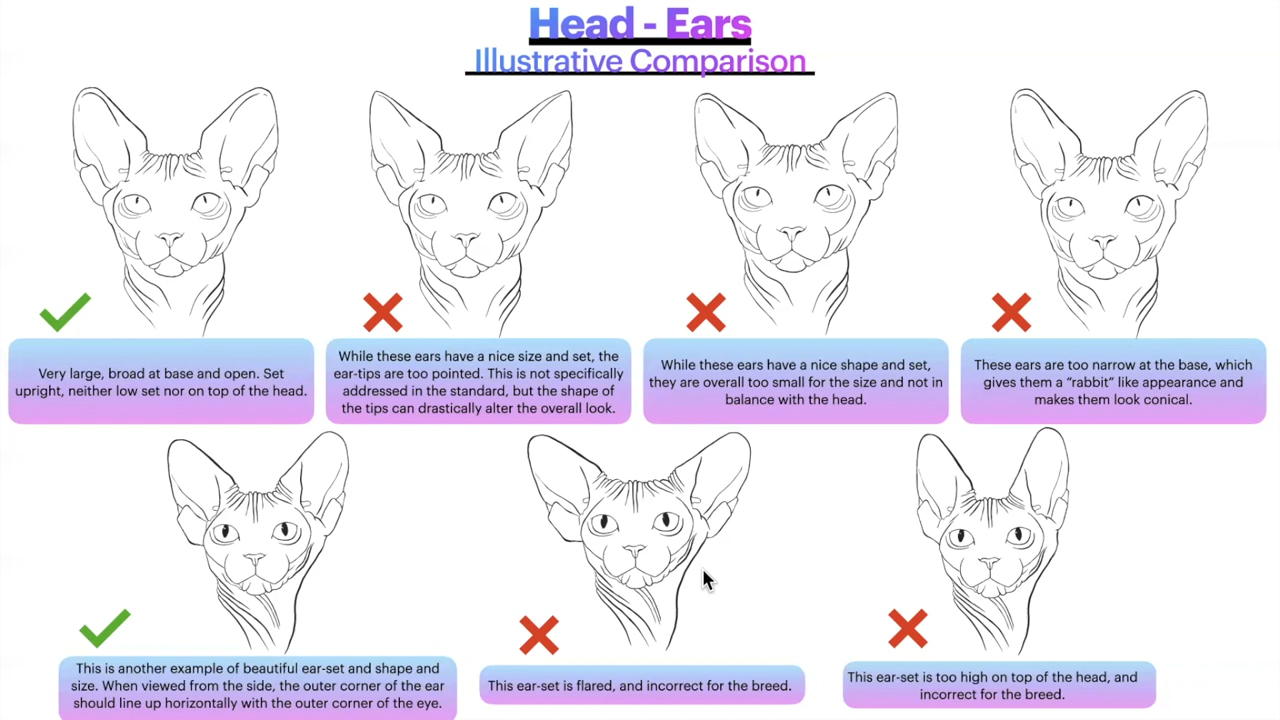 Head - Ears
Illustrative Comparison
Very large, broad at base and open. Set
upright, neither low set nor on top of the head.
While these ears have a nice size and set, the
ear-tips are too pointed. This is not specifically
addressed in the standard, but the shape of
the tips can drastically alter the overall look.
While these ears have a nice shape and set,
they are overall too small for the size and not in
balance with the head.
These ears are too narrow at the base, which
gives them a “rabbit” like appearance and
makes them look conical.
This is another example of beautiful ear-set and shape and
size. When viewed from the side, the outer corner of the ear
should line up horizontally with the outer corner of the eye.
This ear-set is flared, and incorrect for the breed.
This ear-set is too high on top of the head, and
incorrect for the breed.